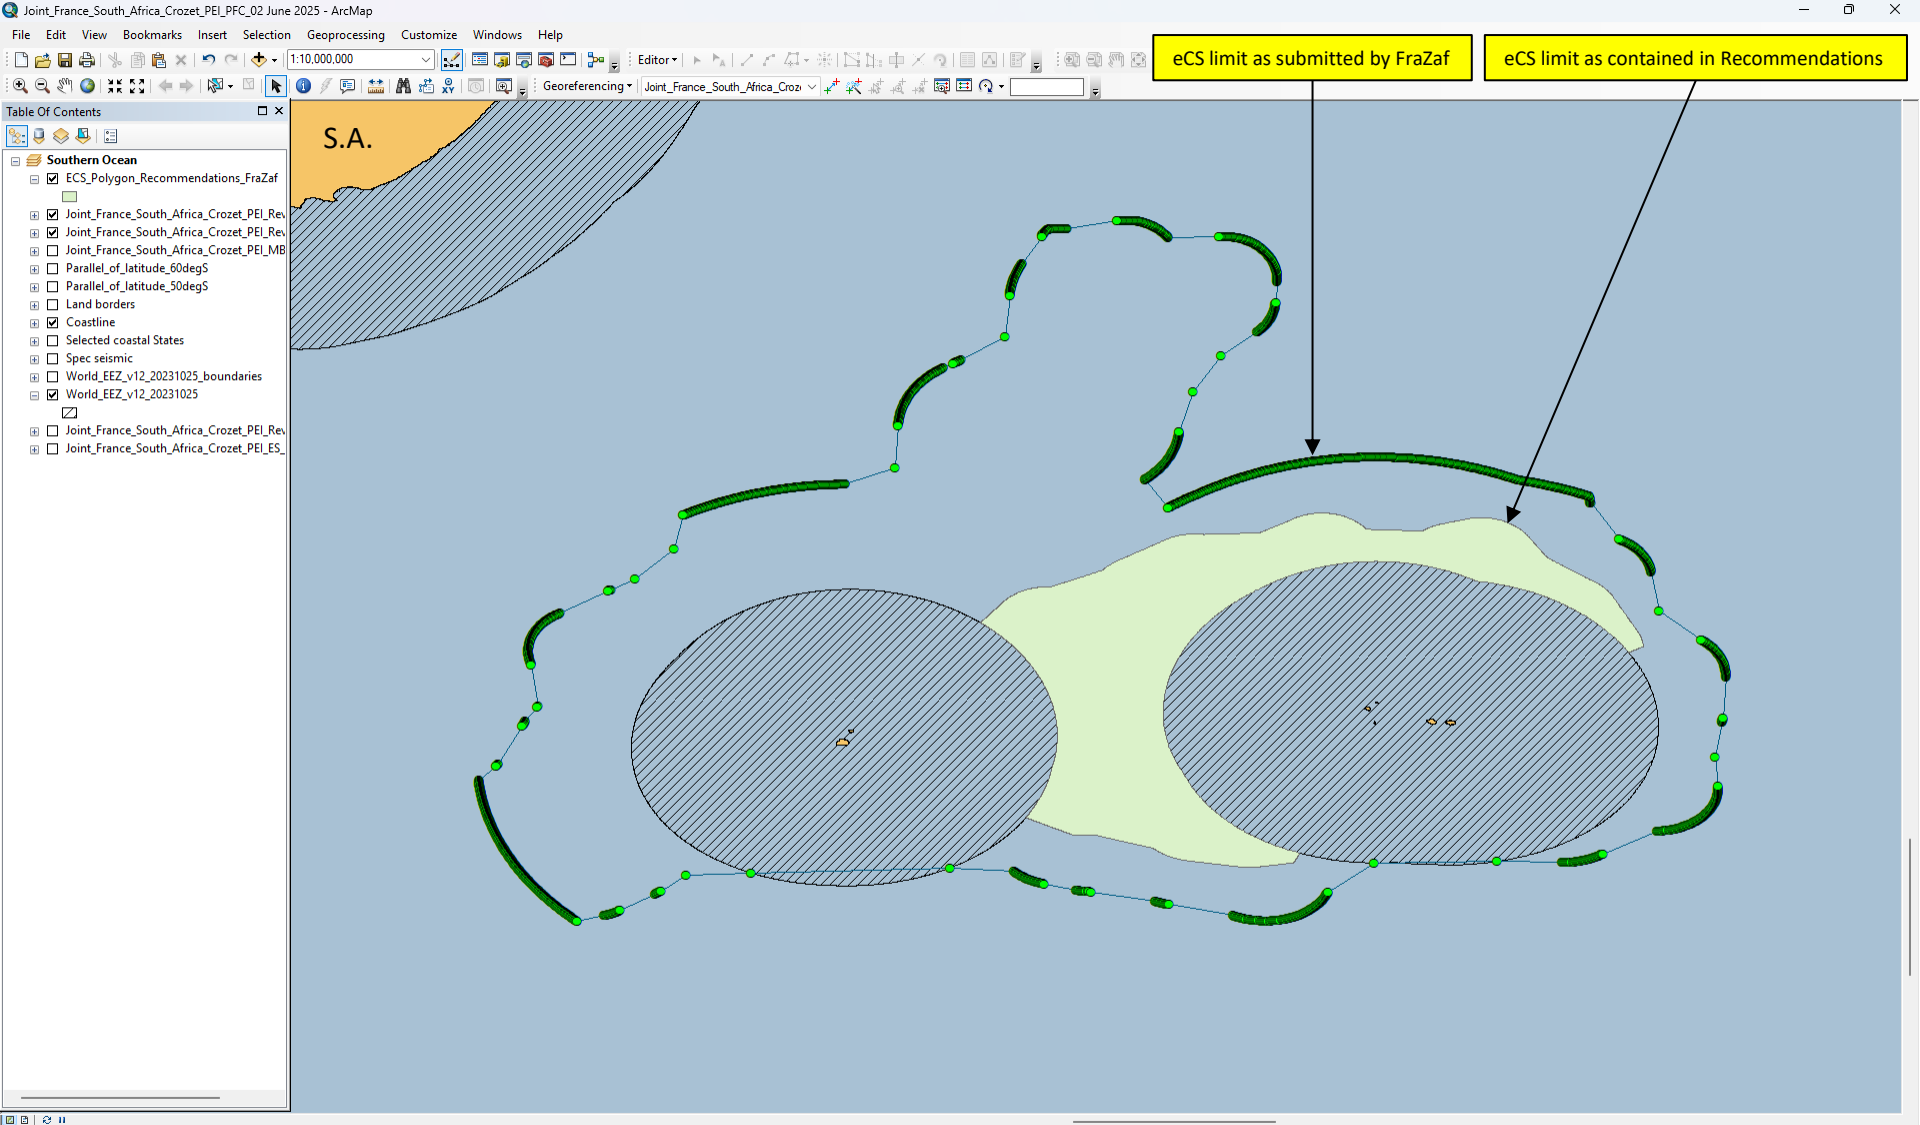 Joint_France_South_Africa_Crozet_PEI_PFC_02 June 2025 - ArcMap
File Edit View Bookmarks Insert Selection Geoprocessing Customize Windows Help
1:10,000,000
Editor
Georeferencing
Joint_France_South_Africa_Croz
eCS limit as submitted by FraZaf
eCS limit as contained in Recommendations
Table Of Contents
Southern Ocean
ECS_Polygon_Recommendations_FraZaf
Joint_France_South_Africa_Crozet_PEI_Rev
Joint_France_South_Africa_Crozet_PEI_Rev
Joint_France_South_Africa_Crozet_PEI_MB
Parallel_of_latitude_60degS
Parallel_of_latitude_50degS
Land borders
Coastline
Selected coastal States
Spec seismic
World_EEZ_v12_20231025_boundaries
World_EEZ_v12_20231025
Joint_France_South_Africa_Crozet_PEI_Rev
Joint_France_South_Africa_Crozet_PEI_ES_
S.A.